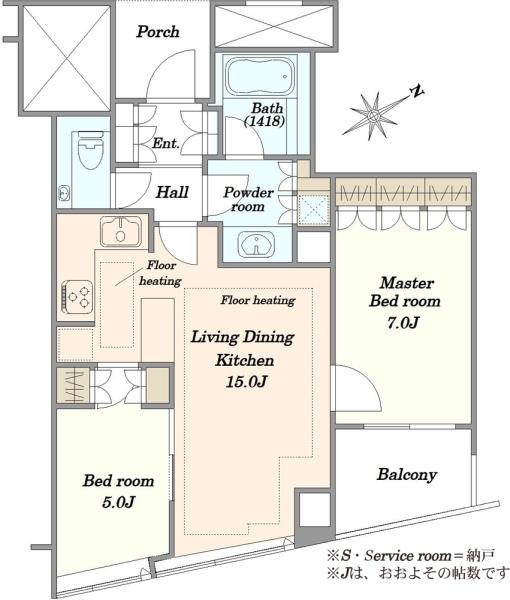 Porch
N
Bath
(1418)
Ent.
Hall
Powder
room
Floor
heating
Floor heating
Master
Bed room
7.0J
Living Dining
Kitchen
15.0J
Bed room
5.0J
Balcony
※S・Service room＝納戸
※Jは、おおよその帖数です